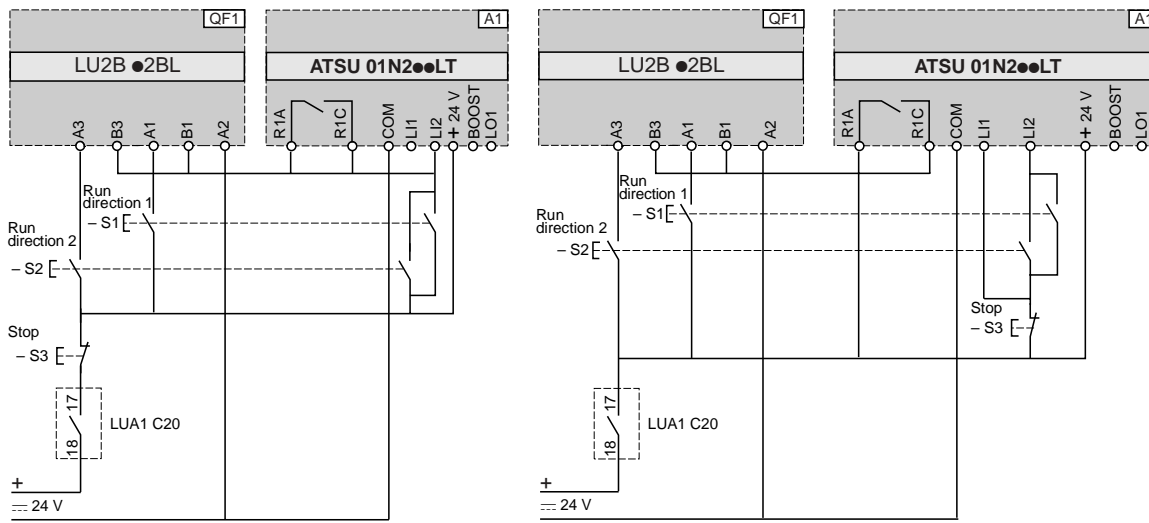 QF1
A1
LU2B ●2BL
ATSU 01N2●●LT
A3
B3
A1
B1
A2
R1A
R1C
COM
LI1
LI2
+ 24 V
BOOST
LO1
Run
direction 1
– S1
Run
direction 2
– S2
Stop
– S3
17
18
LUA1 C20
+
24 V
QF1
A1
LU2B ●2BL
ATSU 01N2●●LT
A3
B3
A1
B1
A2
R1A
R1C
COM
LI1
LI2
+ 24 V
BOOST
LO1
Run
direction 1
– S1
Run
direction 2
– S2
Stop
– S3
17
18
LUA1 C20
+
24 V